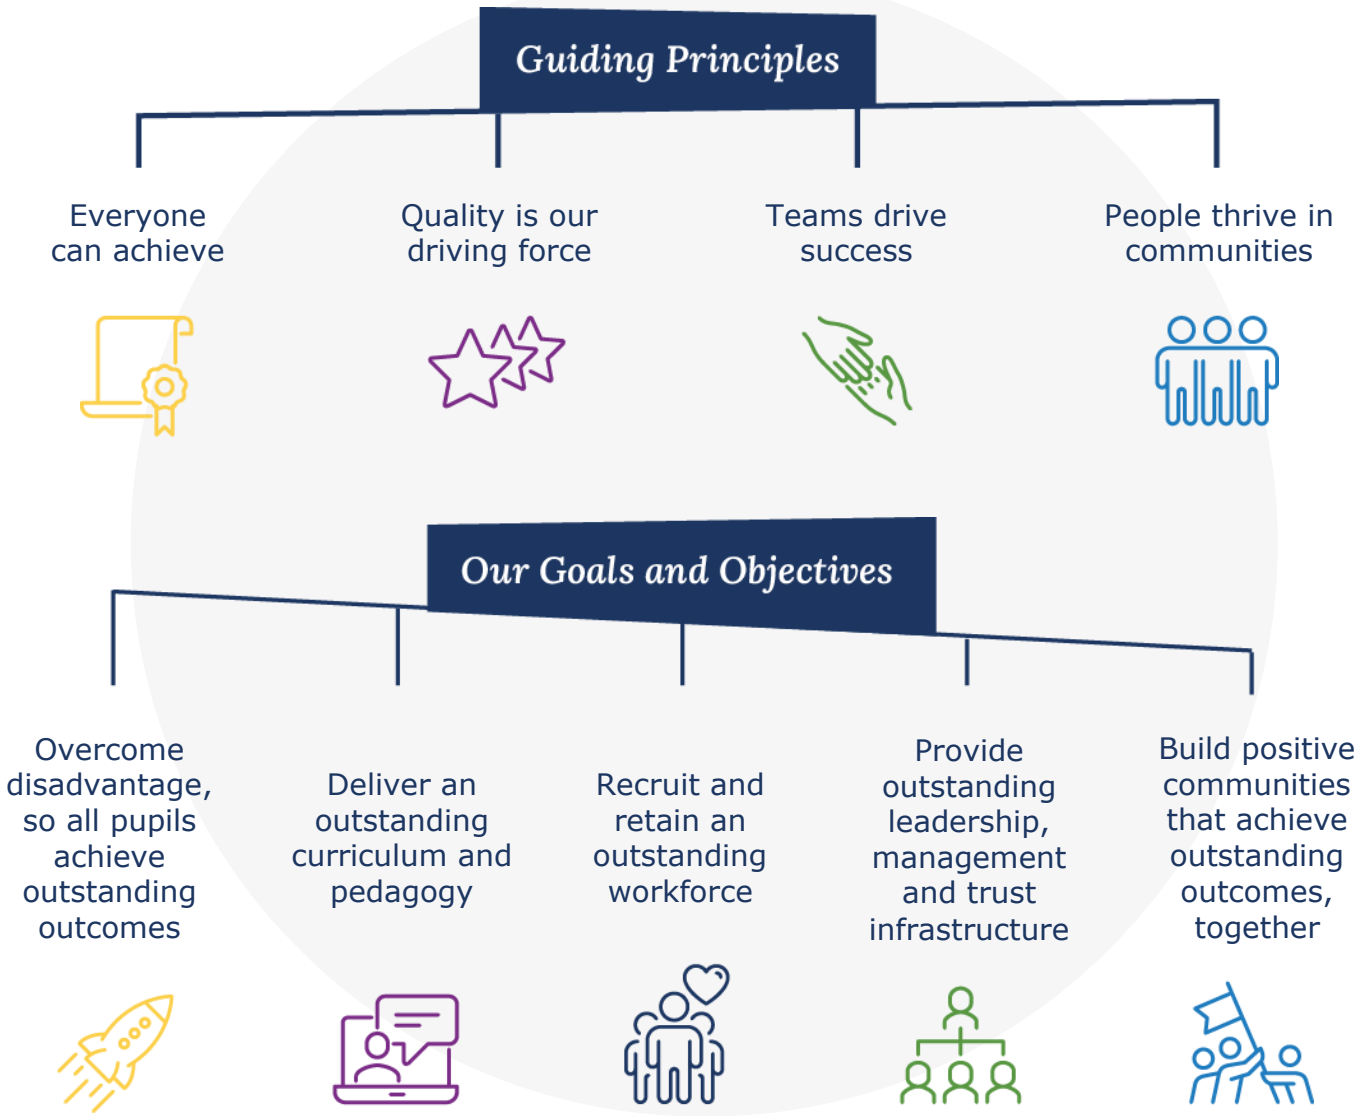 Guiding Principles
Everyone
can achieve
Quality is our
driving force
Teams drive
success
People thrive in
communities
Our Goals and Objectives
Overcome
disadvantage,
so all pupils
achieve
outstanding
outcomes
Deliver an
outstanding
curriculum and
pedagogy
Recruit and
retain an
outstanding
workforce
Provide
outstanding
leadership,
management
and trust
infrastructure
Build positive
communities
that achieve
outstanding
outcomes,
together